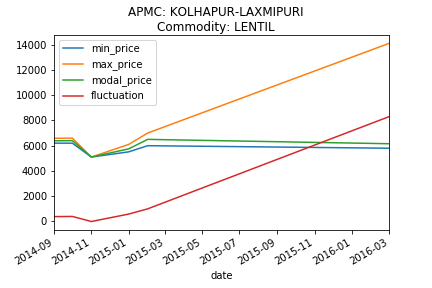 APMC: KOLHAPUR-LAXMIPURI
Commodity: LENTIL
14000
12000
10000
8000
6000
4000
2000
0
min_price
max_price
modal_price
fluctuation
2014-09
2014-11
2015-01
2015-03
2015-05
2015-07
2015-09
2015-11
2016-01
2016-03
date